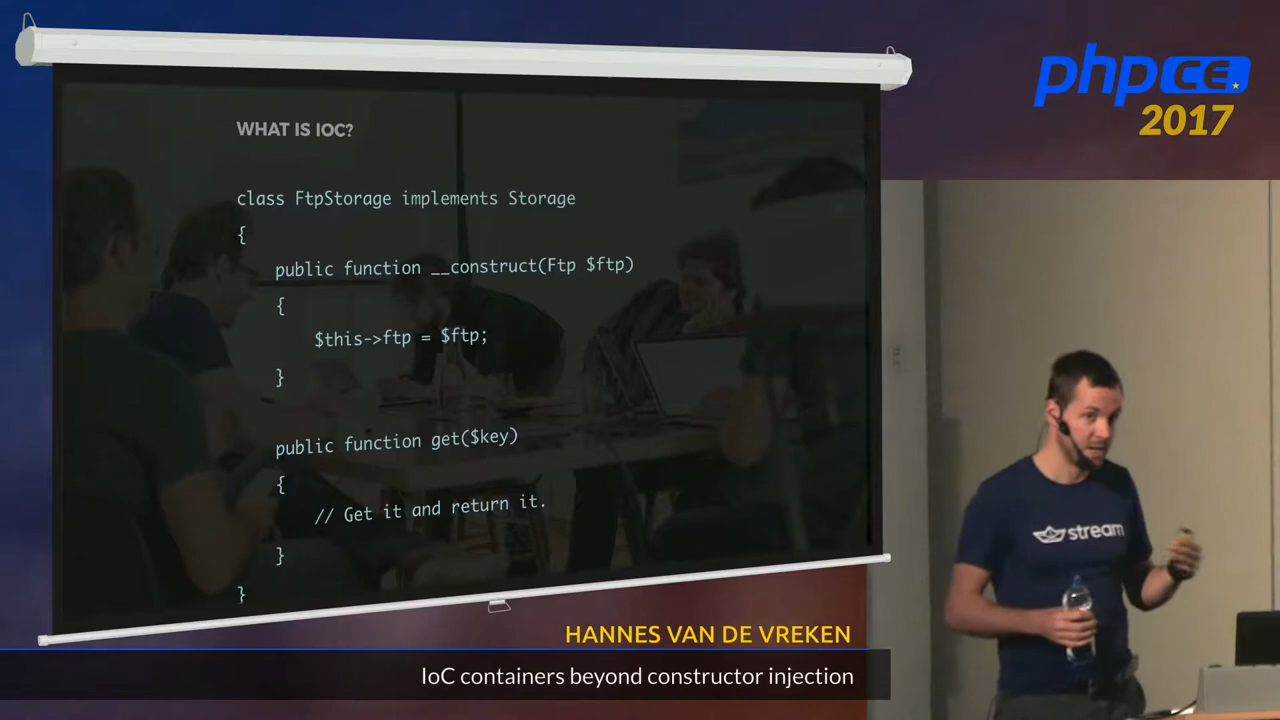 phpCE
2017
WHAT IS IOC?
class FtpStorage implements Storage
{
public function __construct(Ftp $ftp)
{
$this->ftp = $ftp;
}
public function get($key)
{
// Get it and return it.
}
}
stream
HANNES VAN DE VREKEN
IoC containers beyond constructor injection